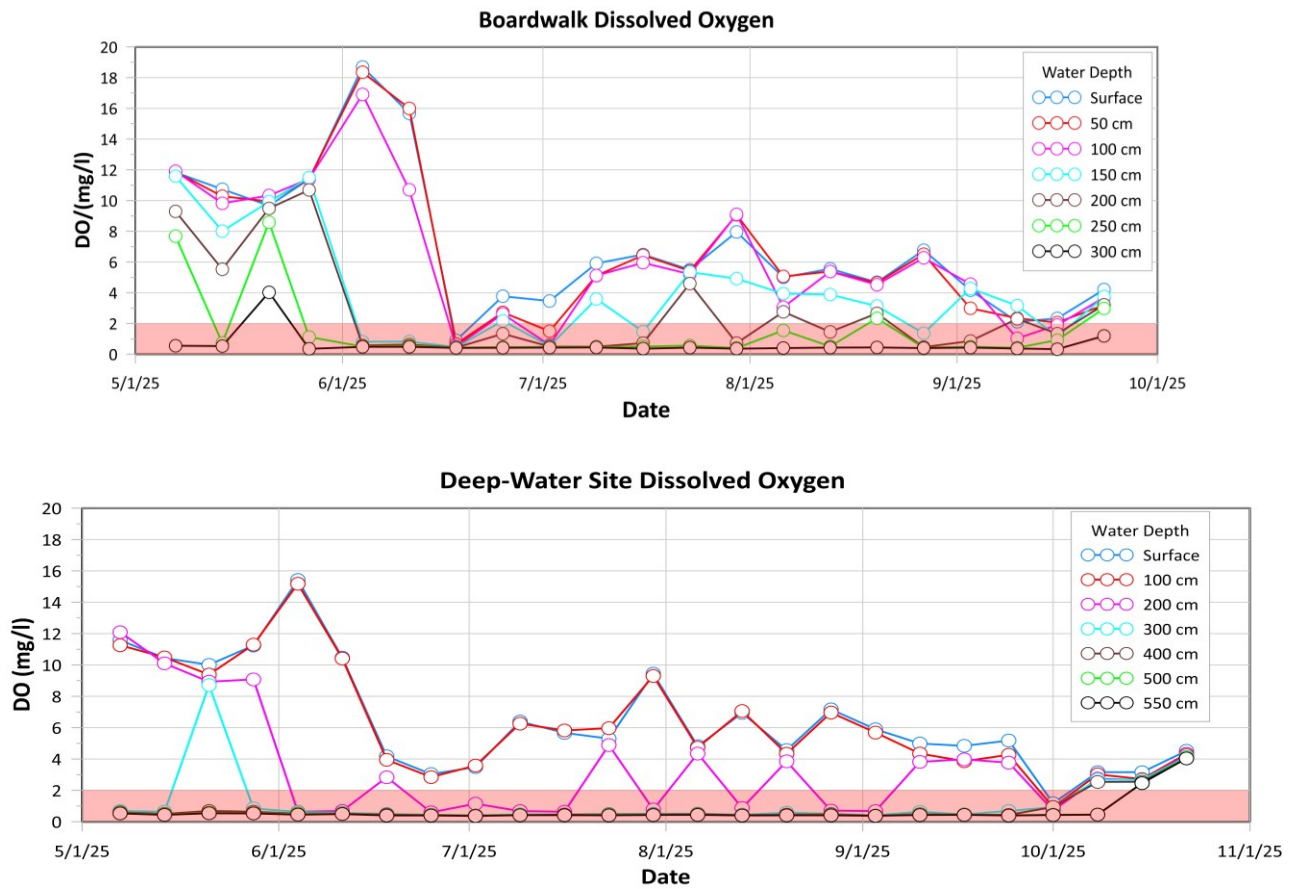 Boardwalk Dissolved Oxygen
20
18
16
14
12
10
8
6
4
2
0
DO/(mg/l)
Water Depth
Surface
50 cm
100 cm
150 cm
200 cm
250 cm
300 cm
5/1/25 6/1/25 7/1/25 8/1/25 9/1/25 10/1/25
Date
Deep-Water Site Dissolved Oxygen
20
18
16
14
12
10
8
6
4
2
0
DO (mg/l)
Water Depth
Surface
100 cm
200 cm
300 cm
400 cm
500 cm
550 cm
5/1/25 6/1/25 7/1/25 8/1/25 9/1/25 10/1/25 11/1/25
Date